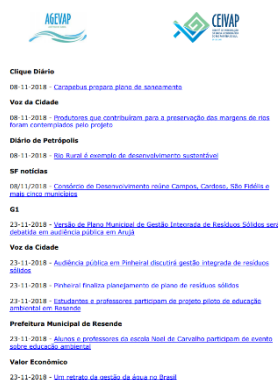 AGEVAP
CEIVAP
Clique Diário
08-11-2018 - Carapebus prepara plano de saneamento
Voz da Cidade
08-11-2018 - Produtores que contribuíram para a preservação das margens de rios
foram contemplados pelo projeto
Diário de Petrópolis
08-11-2018 - Rio Rural é exemplo de desenvolvimento sustentável
SF notícias
08/11/2018 - Consórcio de Desenvolvimento reúne Campos, Cardoso, São Fidélis e
mais cinco municípios
G1
23-11-2018 - Versão de Plano Municipal de Gestão Integrada de Resíduos Sólidos será
debatida em audiência pública em Arujá
Voz da Cidade
23-11-2018 - Audiência pública em Pinheiral discutirá gestão integrada de resíduos
sólidos
23-11-2018 - Pinheiral finaliza planejamento de plano de resíduos sólidos
23-11-2018 - Estudantes e professores participam de projeto piloto de educação
ambiental em Resende
Prefeitura Municipal de Resende
23-11-2018 - Alunos e professores da escola Noel de Carvalho participam de evento
sobre educação ambiental
Valor Econômico
23-11-2018 - Um retrato da gestão da água no Brasil